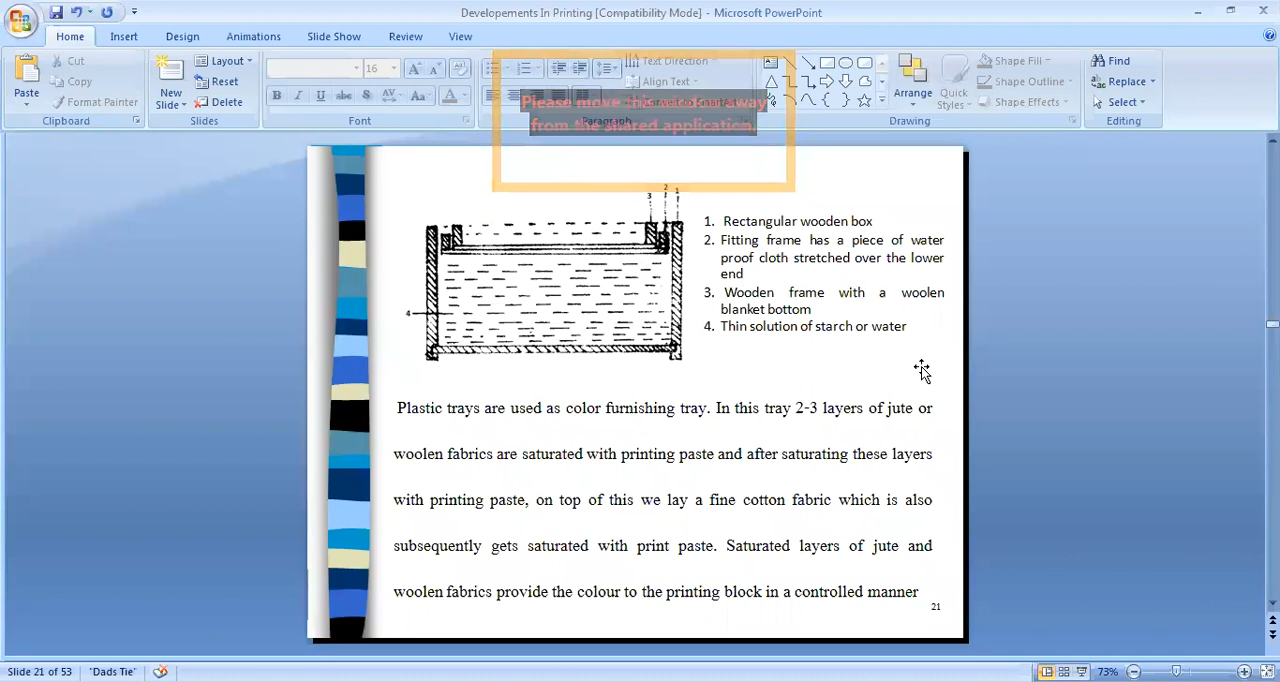 Developements In Printing [Compatibility Mode] - Microsoft PowerPoint
Home Insert Design Animations Slide Show Review View
Paste
Cut
Copy
Format Painter
Clipboard
New Slide
Layout
Reset
Delete
Slides
16
B I U abc S AV Aa A
Font
Text Direction
Align Text
Paragraph
Please move this window away
from the shared application.
Arrange
Quick Styles
Shape Fill
Shape Outline
Shape Effects
Drawing
Find
Replace
Select
Editing
3 2 1
4
1. Rectangular wooden box
2. Fitting frame has a piece of water
proof cloth stretched over the lower
end
3. Wooden frame with a woolen
blanket bottom
4. Thin solution of starch or water
Plastic trays are used as color furnishing tray. In this tray 2-3 layers of jute or
woolen fabrics are saturated with printing paste and after saturating these layers
with printing paste, on top of this we lay a fine cotton fabric which is also
subsequently gets saturated with print paste. Saturated layers of jute and
woolen fabrics provide the colour to the printing block in a controlled manner
21
Slide 21 of 53 "Dads Tie" 73%